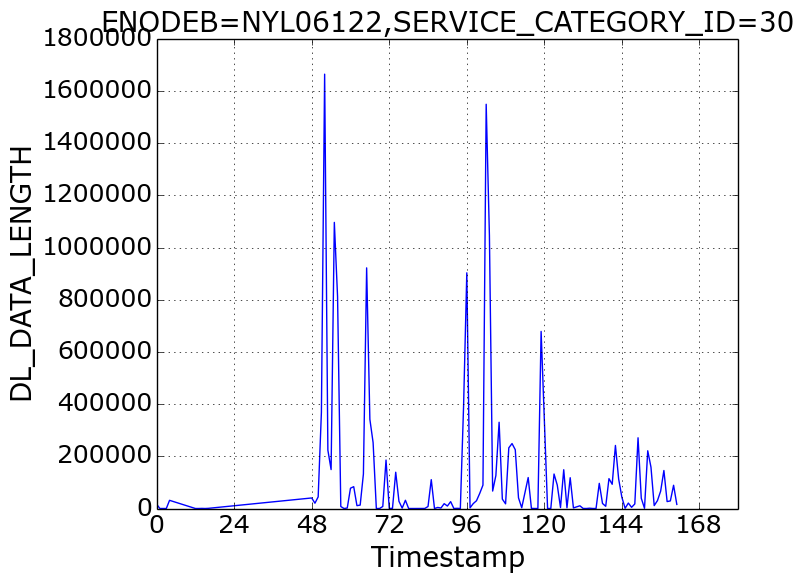 ENODEB=NYL06122,SERVICE_CATEGORY_ID=30
1800000
1600000
1400000
1200000
1000000
800000
600000
400000
200000
0
DL_DATA_LENGTH
0 24 48 72 96 120 144 168
Timestamp